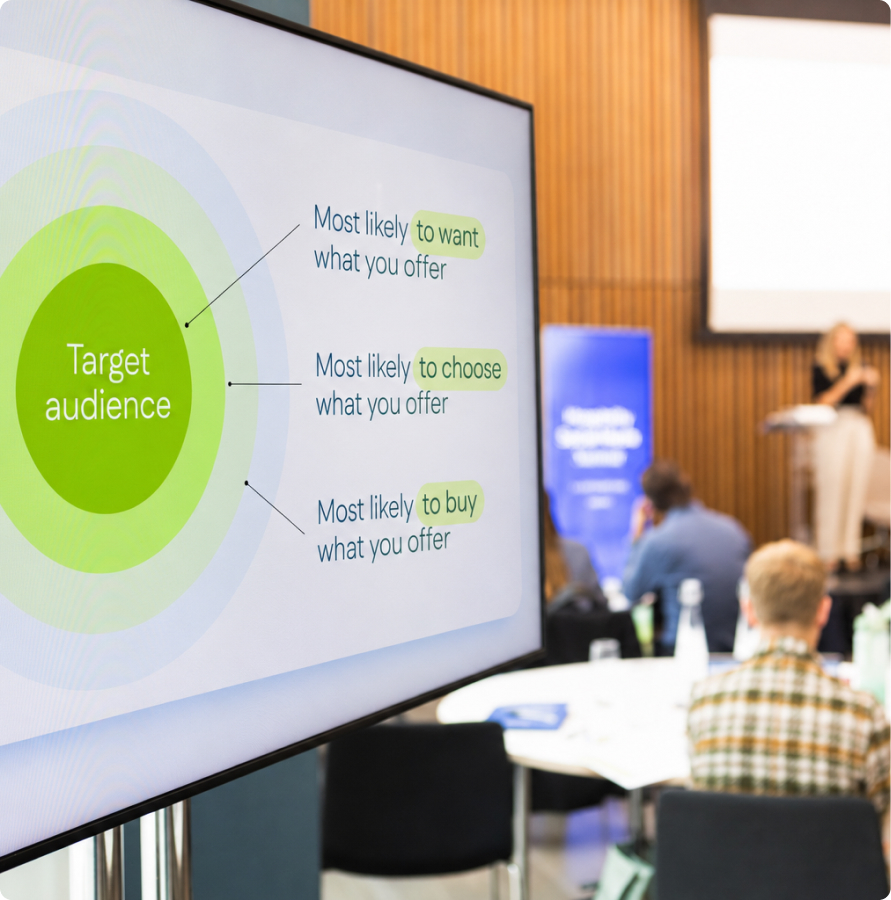 Target
audience
Most likely to want
what you offer
Most likely to choose
what you offer
Most likely to buy
what you offer